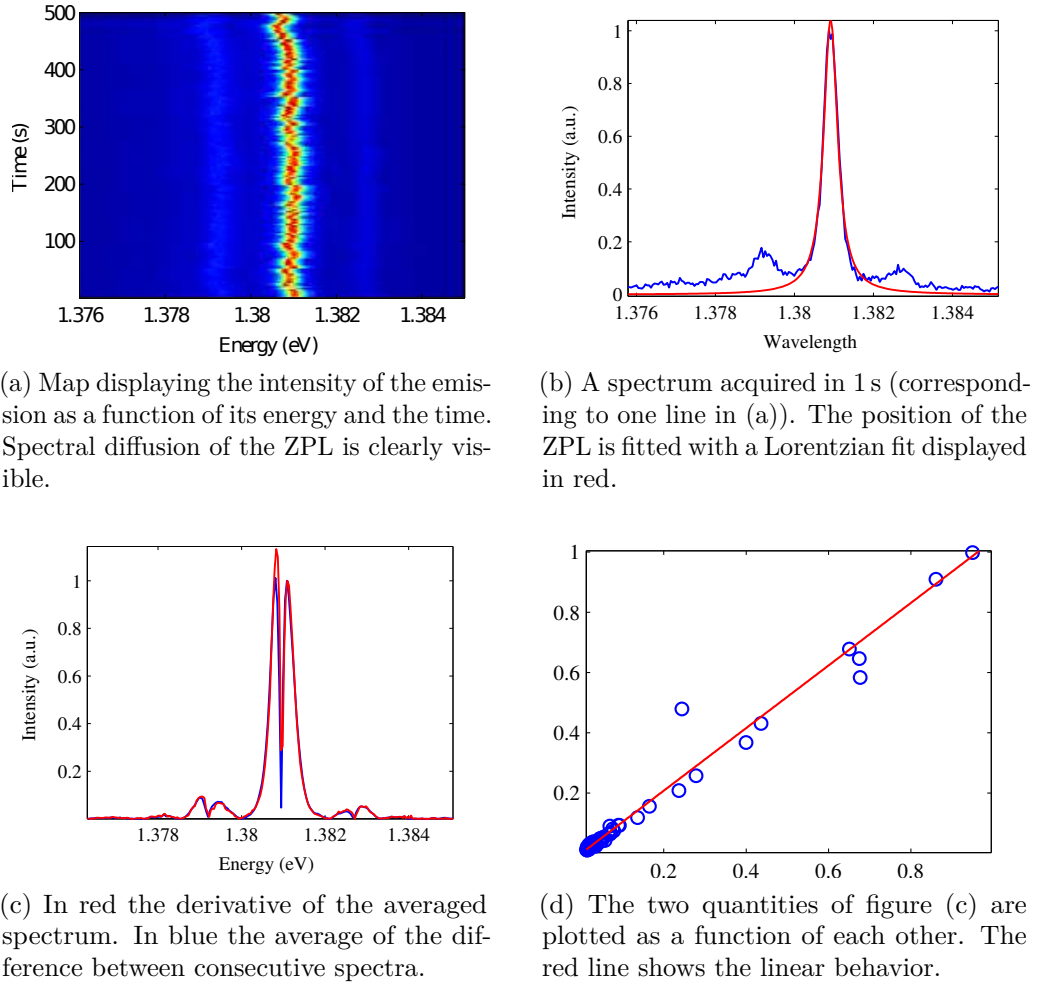 500
400
300
200
100
Time (s)
1.376
1.378
1.38
1.382
1.384
Energy (eV)
1
0.8
0.6
0.4
0.2
0
Intensity (a.u.)
1.376
1.378
1.38
1.382
1.384
Wavelength
(a) Map displaying the intensity of the emis-
sion as a function of its energy and the time.
Spectral diffusion of the ZPL is clearly vis-
ible.
(b) A spectrum acquired in 1 s (correspond-
ing to one line in (a)). The position of the
ZPL is fitted with a Lorentzian fit displayed
in red.
1
0.8
0.6
0.4
0.2
Intensity (a.u.)
1.378
1.38
1.382
1.384
Energy (eV)
1
0.8
0.6
0.4
0.2
0.2
0.4
0.6
0.8
(c) In red the derivative of the averaged
spectrum. In blue the average of the dif-
ference between consecutive spectra.
(d) The two quantities of figure (c) are
plotted as a function of each other. The
red line shows the linear behavior.